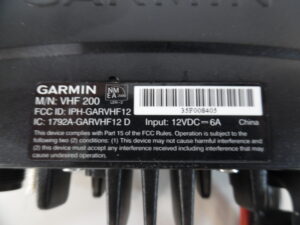 GARMIN
NMEA 2000
M/N: VHF 200
FCC ID: IPH-GARVHF12
IC: 1792A-GARVHF12 D
35F008405
Input: 12VDC⎓6A
China
This device complies with Part 15 of the FCC Rules. Operation is subject to the
following two (2) conditions: (1) This device may not cause harmful interference and
(2) this device must accept any interference received including interference that
may cause undesired operation.